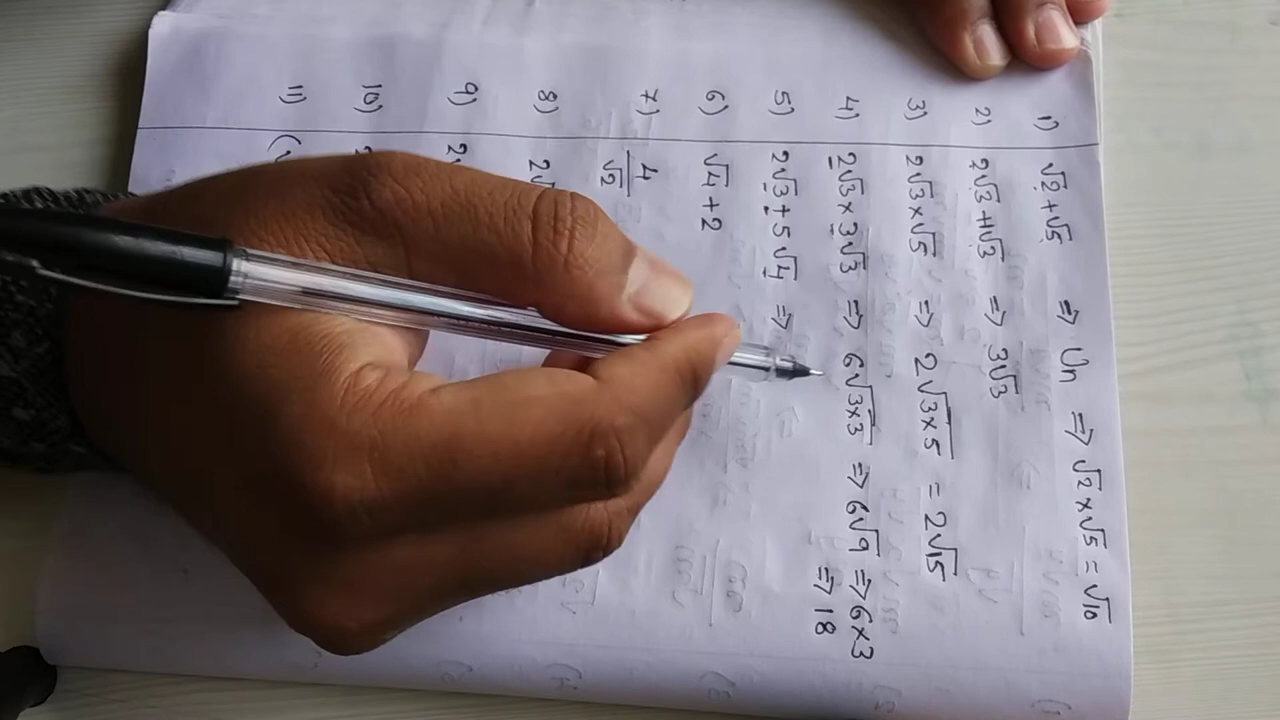 1) √2+√5 ⇒ Un ⇒ √2×√5 = √10
2) 2√3+1√3 ⇒ 3√3
3) 2√3×√5 ⇒ 2√3×5 = 2√15
4) 2√3×3√3 ⇒ 6√3×3 ⇒ 6√9 ⇒ 6×3
⇒ 18
5) 2√3+5√4 ⇒
6) √4+2
7) 4/√2
8) 2√
9) 2
10)
11) (